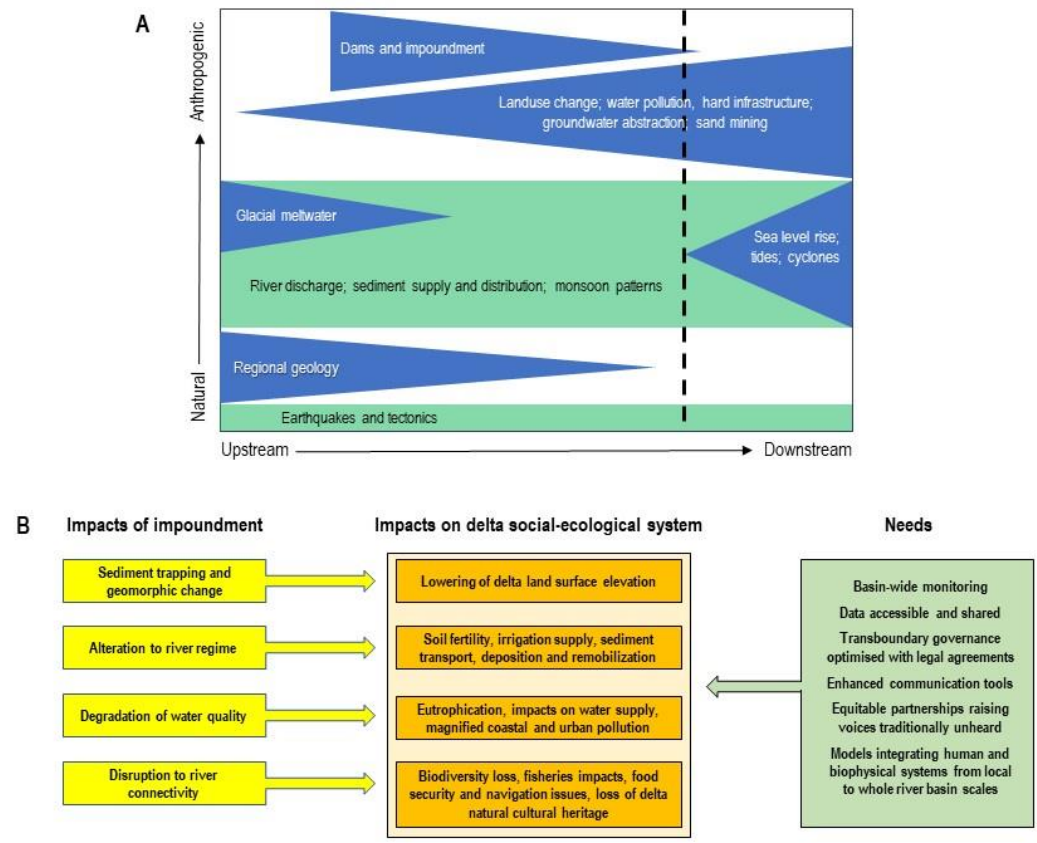 A
Anthropogenic
Natural
Dams and impoundment
Landuse change; water pollution, hard infrastructure;
groundwater abstraction; sand mining
Glacial meltwater
Sea level rise;
tides; cyclones
River discharge; sediment supply and distribution; monsoon patterns
Regional geology
Earthquakes and tectonics
Upstream
Downstream
B
Impacts of impoundment
Impacts on delta social-ecological system
Needs
Sediment trapping and
geomorphic change
Lowering of delta land surface elevation
Alteration to river regime
Soil fertility, irrigation supply, sediment
transport, deposition and remobilization
Degradation of water quality
Eutrophication, impacts on water supply,
magnified coastal and urban pollution
Disruption to river
connectivity
Biodiversity loss, fisheries impacts, food
security and navigation issues, loss of delta
natural cultural heritage
Basin-wide monitoring
Data accessible and shared
Transboundary governance
optimised with legal agreements
Enhanced communication tools
Equitable partnerships raising
voices traditionally unheard
Models integrating human and
biophysical systems from local
to whole river basin scales